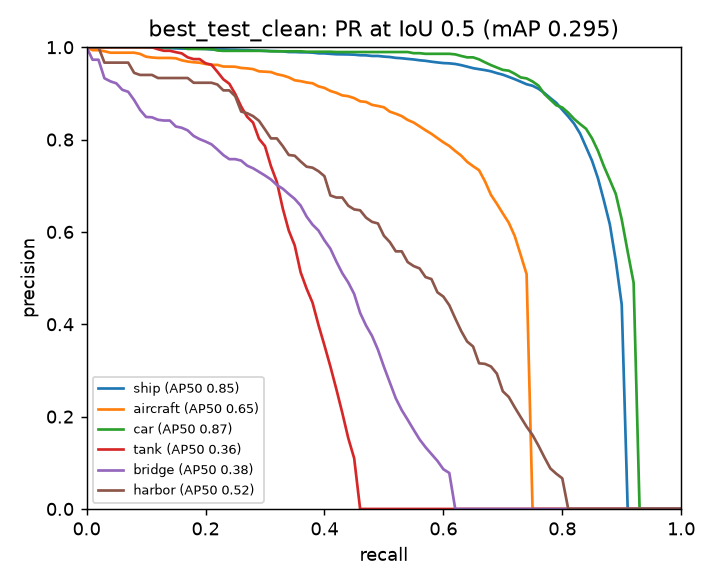 best_test_clean: PR at IoU 0.5 (mAP 0.295)
precision
1.0
0.8
0.6
0.4
0.2
0.0
ship (AP50 0.85)
aircraft (AP50 0.65)
car (AP50 0.87)
tank (AP50 0.36)
bridge (AP50 0.38)
harbor (AP50 0.52)
0.0 0.2 0.4 0.6 0.8 1.0
recall